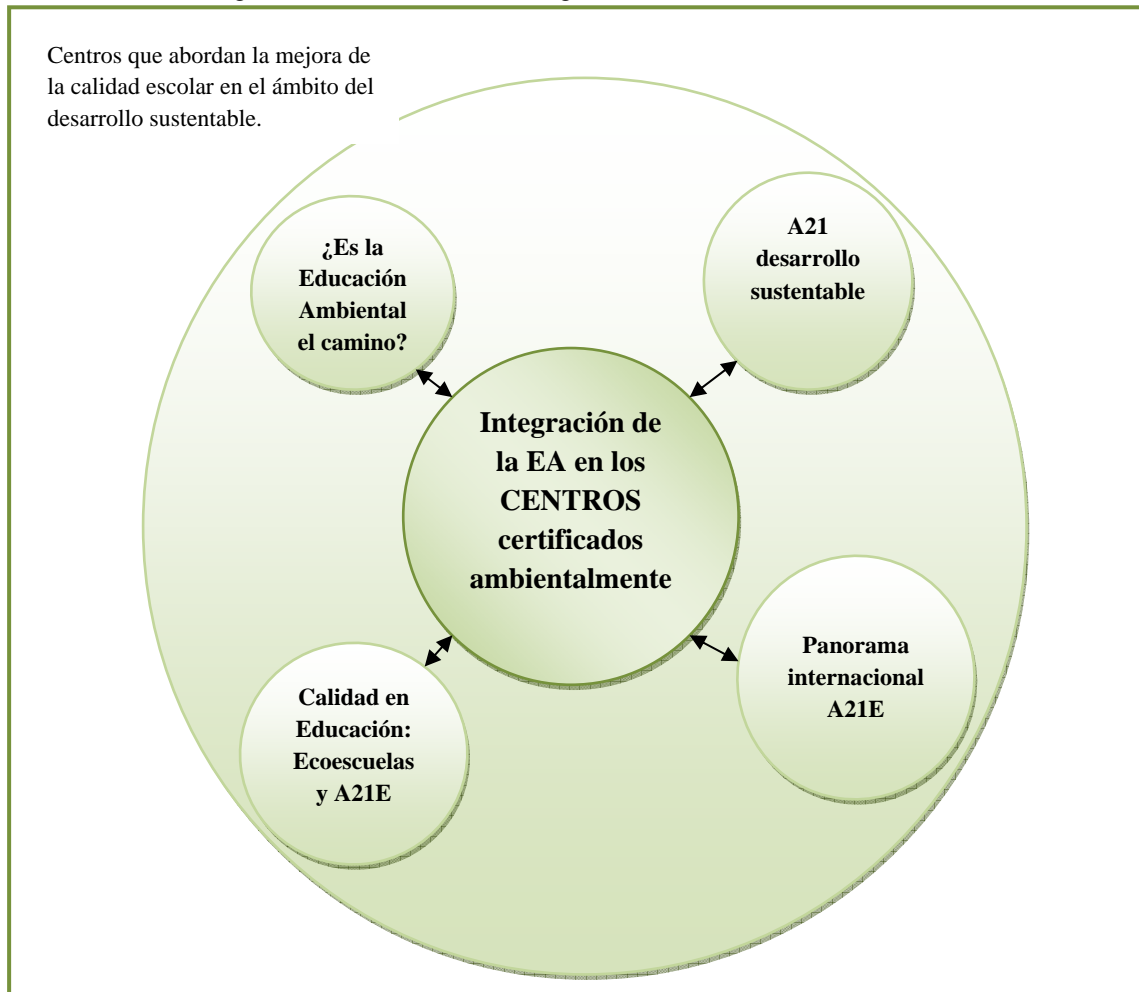 Centros que abordan la mejora de
la calidad escolar en el ámbito del
desarrollo sustentable.
¿Es la
Educación
Ambiental
el camino?
A21
desarrollo
sustentable
Integración de
la EA en los
CENTROS
certificados
ambientalmente
Calidad en
Educación:
Ecoescuelas
y A21E
Panorama
internacional
A21E